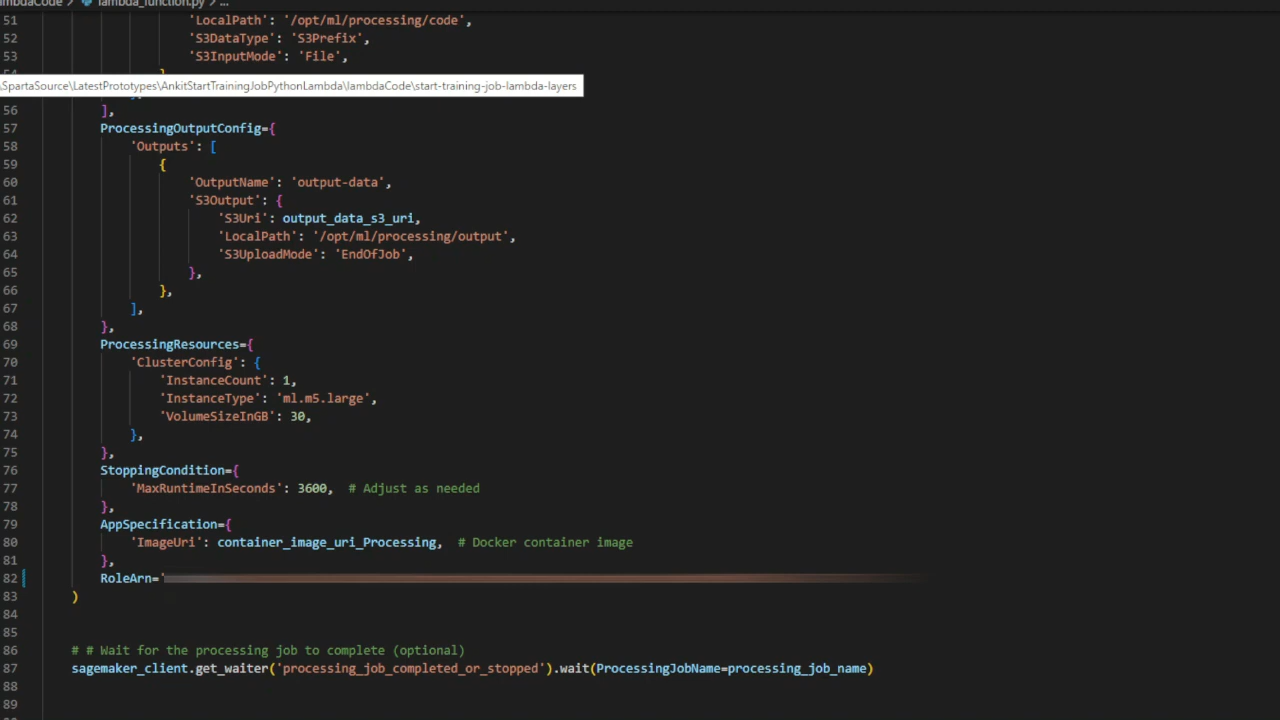 ambdaCode > lambda_function.py > ...
51 'LocalPath': '/opt/ml/processing/code',
52 'S3DataType': 'S3Prefix',
53 'S3InputMode': 'File',
54 }
\SpartaSource\LatestPrototypes\AnkitStartTrainingJobPythonLambda\lambdaCode\start-training-job-lambda-layers
56 ],
57 ProcessingOutputConfig={
58 'Outputs': [
59 {
60 'OutputName': 'output-data',
61 'S3Output': {
62 'S3Uri': output_data_s3_uri,
63 'LocalPath': '/opt/ml/processing/output',
64 'S3UploadMode': 'EndOfJob',
65 },
66 },
67 ],
68 },
69 ProcessingResources={
70 'ClusterConfig': {
71 'InstanceCount': 1,
72 'InstanceType': 'ml.m5.large',
73 'VolumeSizeInGB': 30,
74 },
75 },
76 StoppingCondition={
77 'MaxRuntimeInSeconds': 3600, # Adjust as needed
78 },
79 AppSpecification={
80 'ImageUri': container_image_uri_Processing, # Docker container image
81 },
82 RoleArn='
83 )
84
85
86 # # Wait for the processing job to complete (optional)
87 sagemaker_client.get_waiter('processing_job_completed_or_stopped').wait(ProcessingJobName=processing_job_name)
88
89